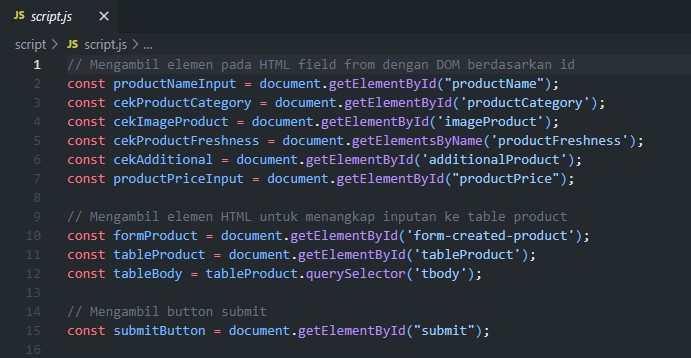 JS script.js ×
script > JS script.js > ...
1 // Mengambil elemen pada HTML field from dengan DOM berdasarkan id
2 const productNameInput = document.getElementById("productName");
3 const cekProductCategory = document.getElementById('productCategory');
4 const cekImageProduct = document.getElementById('imageProduct');
5 const cekProductFreshness = document.getElementsByName('productFreshness');
6 const cekAdditional = document.getElementById('additionalProduct');
7 const productPriceInput = document.getElementById("productPrice");
8
9 // Mengambil elemen HTML untuk menangkap inputan ke table product
10 const formProduct = document.getElementById('form-created-product');
11 const tableProduct = document.getElementById('tableProduct');
12 const tableBody = tableProduct.querySelector('tbody');
13
14 // Mengambil button submit
15 const submitButton = document.getElementById("submit");
16